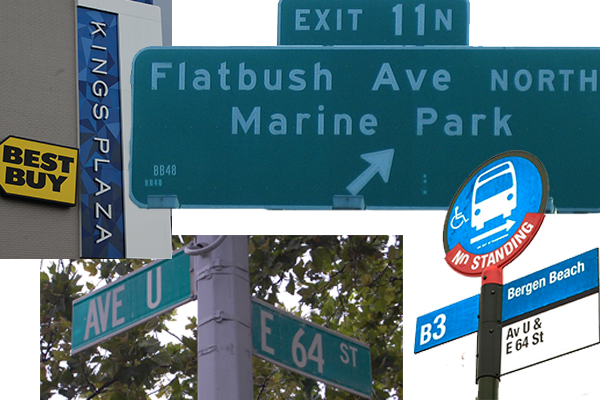 KINGS PLAZA
BEST
BUY
EXIT 11N
Flatbush Ave NORTH
Marine Park
BB48
BB48
AVE U
E 64 ST
NO STANDING
B3
Bergen Beach
Av U &
E 64 St